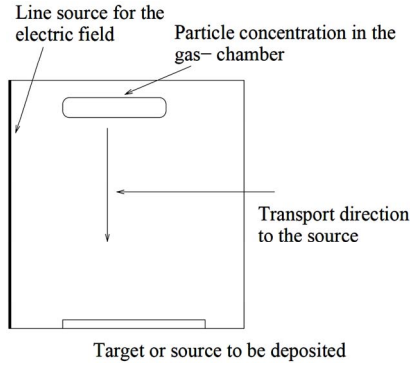 Line source for the
electric field
Particle concentration in the
gas− chamber
Transport direction
to the source
Target or source to be deposited